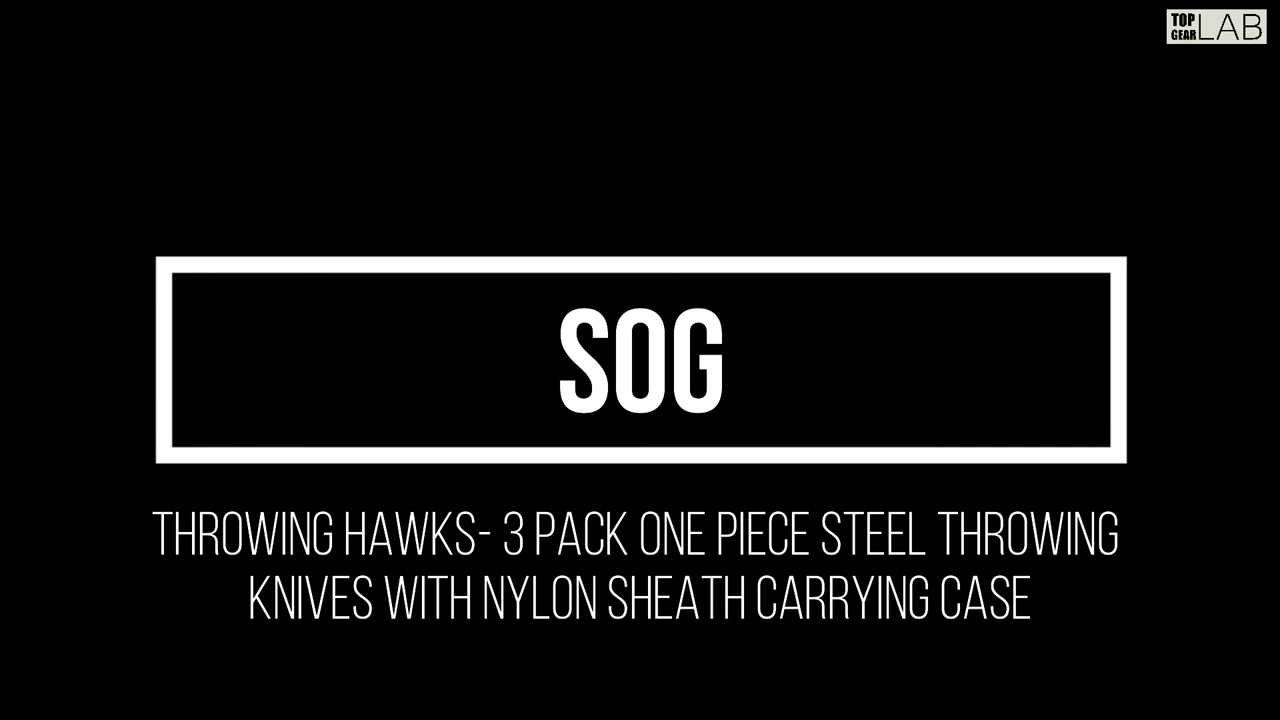 TOP
GEAR LAB
SOG
THROWING HAWKS- 3 PACK ONE PIECE STEEL THROWING
KNIVES WITH NYLON SHEATH CARRYING CASE